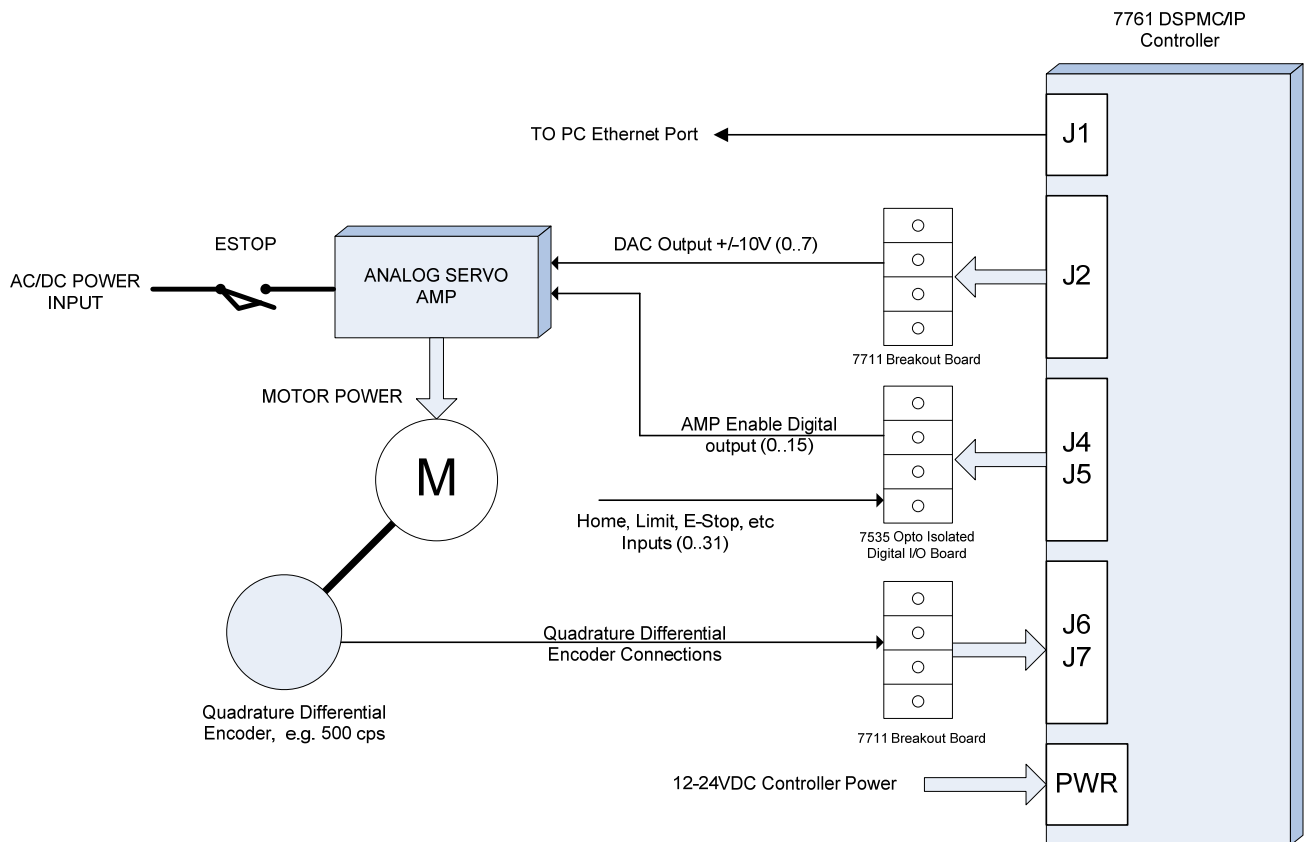 7761 DSPMC/IP
Controller
TO PC Ethernet Port
J1
ESTOP
AC/DC POWER
INPUT
ANALOG SERVO
AMP
DAC Output +/-10V (0..7)
J2
7711 Breakout Board
MOTOR POWER
M
AMP Enable Digital
output (0..15)
J4
J5
Home, Limit, E-Stop, etc
Inputs (0..31)
7535 Opto Isolated
Digital I/O Board
Quadrature Differential
Encoder Connections
J6
J7
Quadrature Differential
Encoder, e.g. 500 cps
7711 Breakout Board
12-24VDC Controller Power
PWR